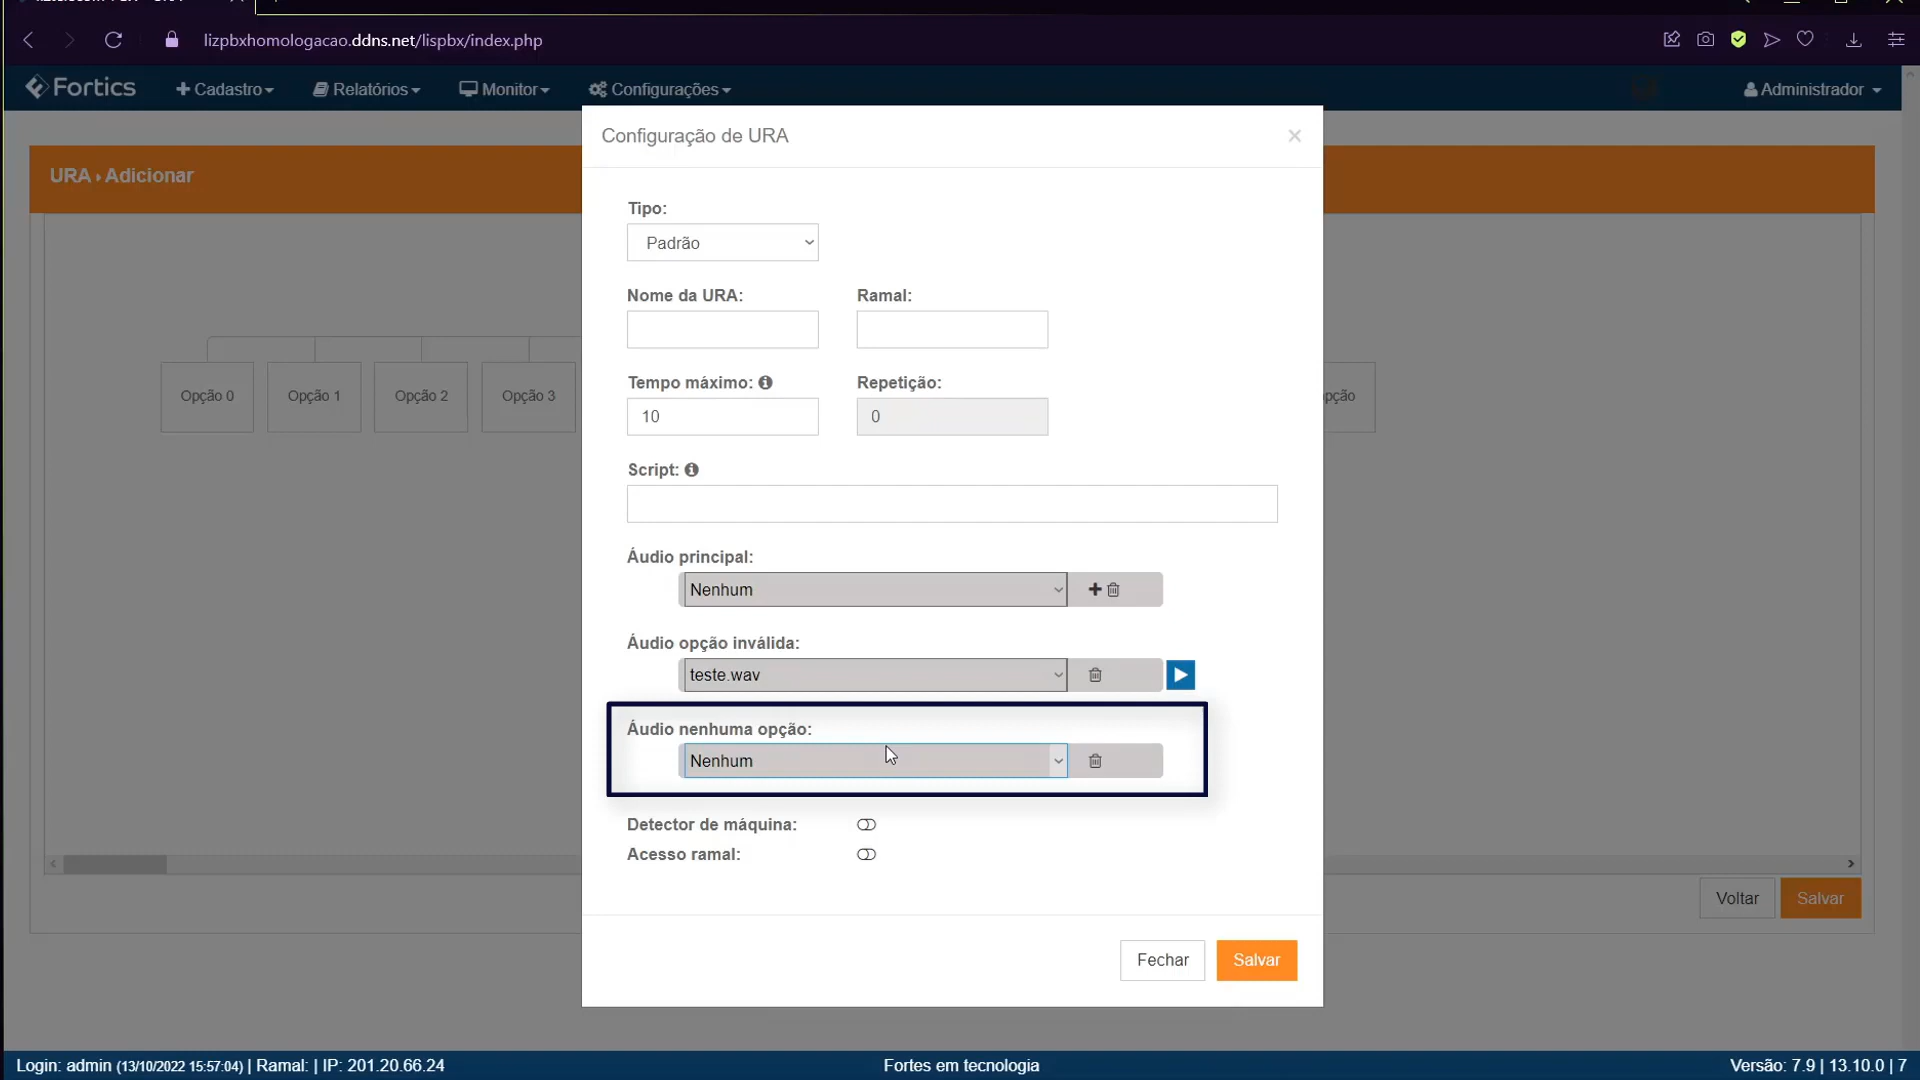 lizpbxhomologacao.ddns.net/lispbx/index.php
Fortics
Cadastro
Relatórios
Monitor
Configurações
Administrador
Configuração de URA
×
URA › Adicionar
Tipo:
Padrão
Nome da URA:
Ramal:
Tempo máximo:
Repetição:
10
0
Opção 0
Opção 1
Opção 2
Opção 3
pção
Script:
Áudio principal:
Nenhum
Áudio opção inválida:
teste.wav
Áudio nenhuma opção:
Nenhum
Detector de máquina:
Acesso ramal:
Voltar
Salvar
Fechar
Salvar
Login: admin (13/10/2022 15:57:04) | Ramal: | IP: 201.20.66.24
Fortes em tecnologia
Versão: 7.9 | 13.10.0 | 7